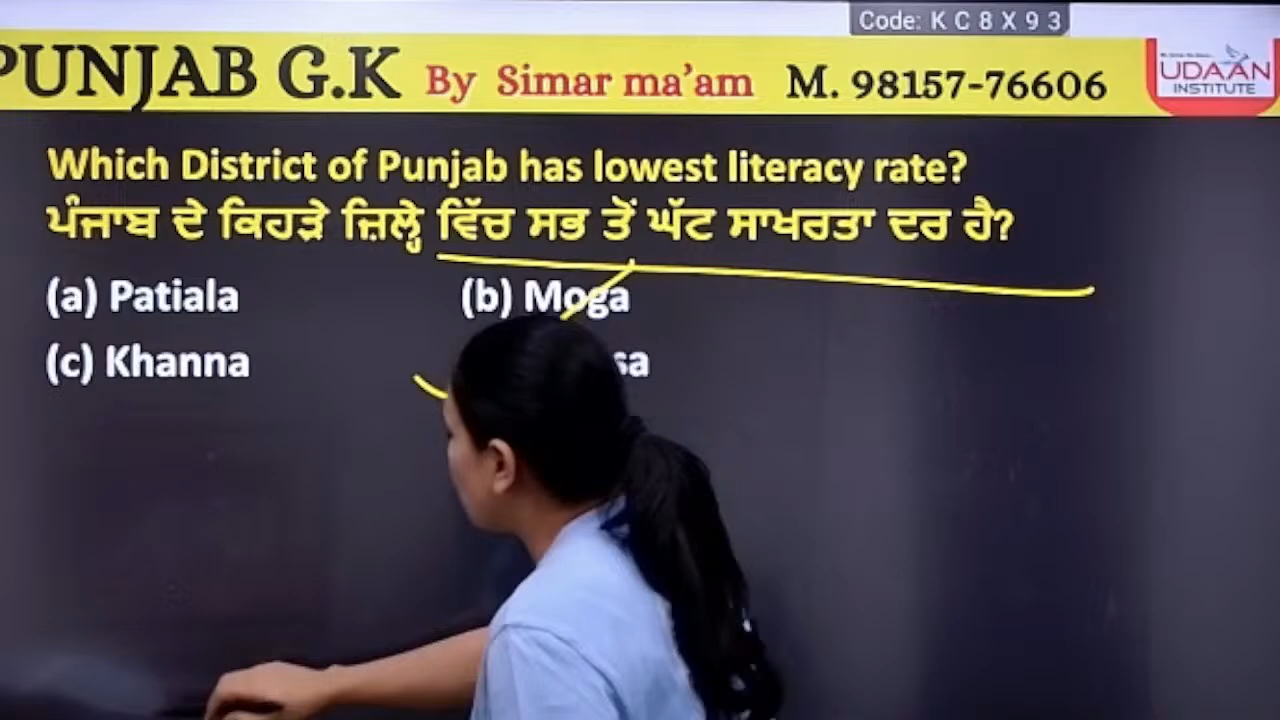 Code: K C 8 X 9 3
PUNJAB G.K By Simar ma'am M. 98157-76606
UDAAN
INSTITUTE
Which District of Punjab has lowest literacy rate?
ਪੰਜਾਬ ਦੇ ਕਿਹੜੇ ਜ਼ਿਲ੍ਹੇ ਵਿੱਚ ਸਭ ਤੋਂ ਘੱਟ ਸਾਖਰਤਾ ਦਰ ਹੈ?
(a) Patiala (b) Moga
(c) Khanna